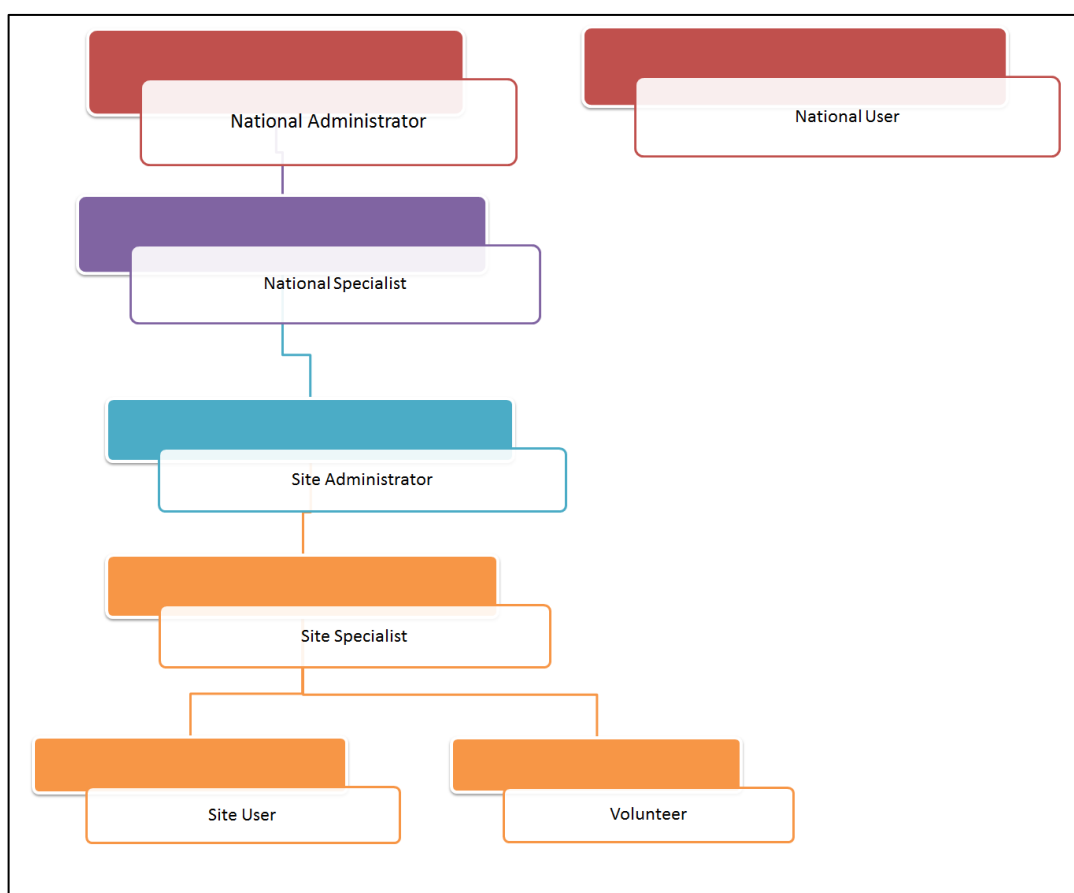 National Administrator
National User
National Specialist
Site Administrator
Site Specialist
Site User
Volunteer